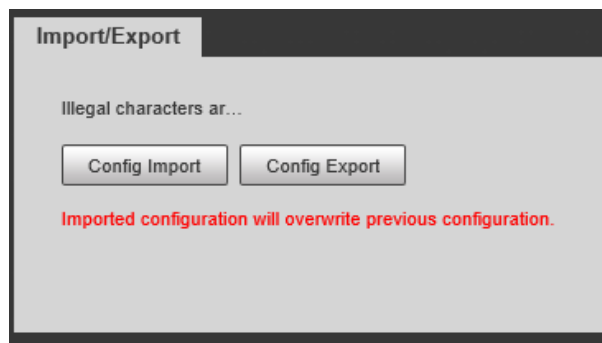 Import/Export
Illegal characters ar...
Config Import Config Export
Imported configuration will overwrite previous configuration.